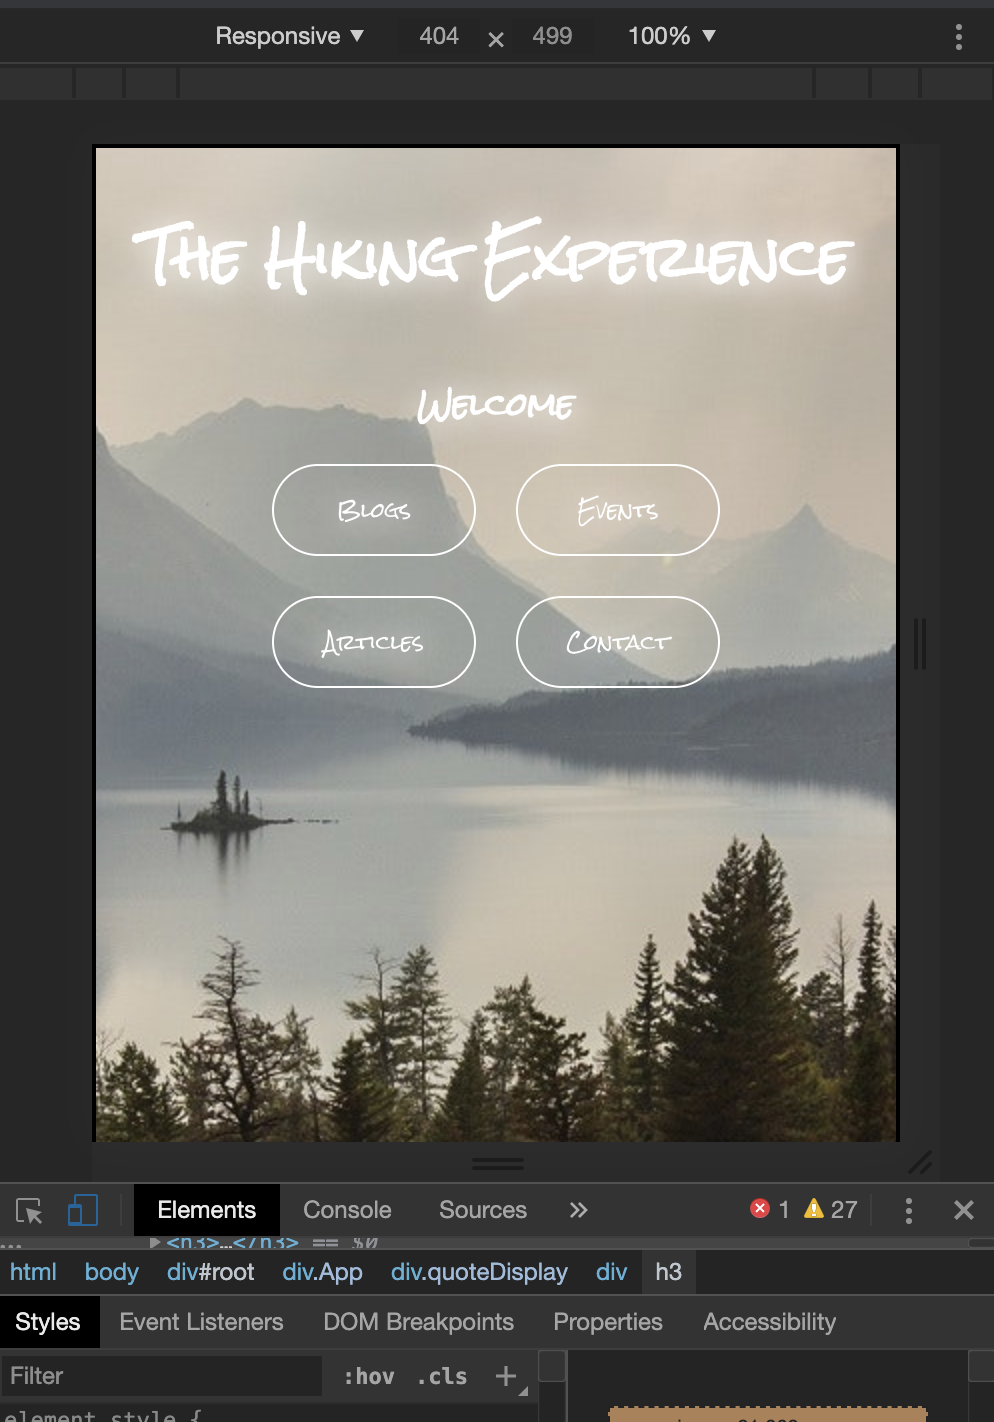 Responsive ▼ 404 × 499 100% ▼
The Hiking Experience
Welcome
Blogs Events
Articles Contact
Elements Console Sources » 1 27
... ▶<h3>…</h3> == $0
html body div#root div.App div.quoteDisplay div h3
Styles Event Listeners DOM Breakpoints Properties Accessibility
Filter :hov .cls +
element.style {